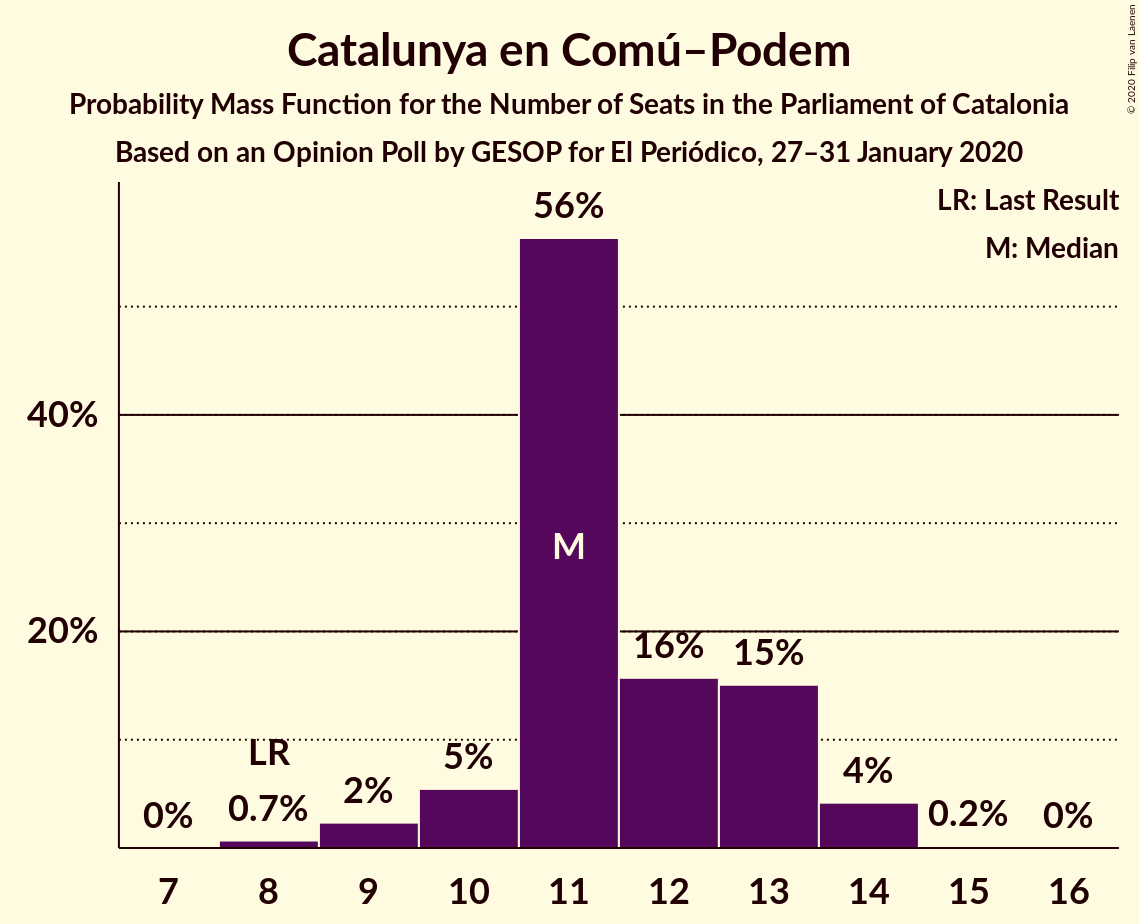 Catalunya en Comú–Podem
Probability Mass Function for the Number of Seats in the Parliament of Catalonia
Based on an Opinion Poll by GESOP for El Periódico, 27–31 January 2020
© 2020 Filip van Laenen
LR: Last Result
M: Median
56%
40%
M
20%
16%
15%
LR
5%
4%
2%
0%
0.7%
0.2%
0%
7 8 9 10 11 12 13 14 15 16